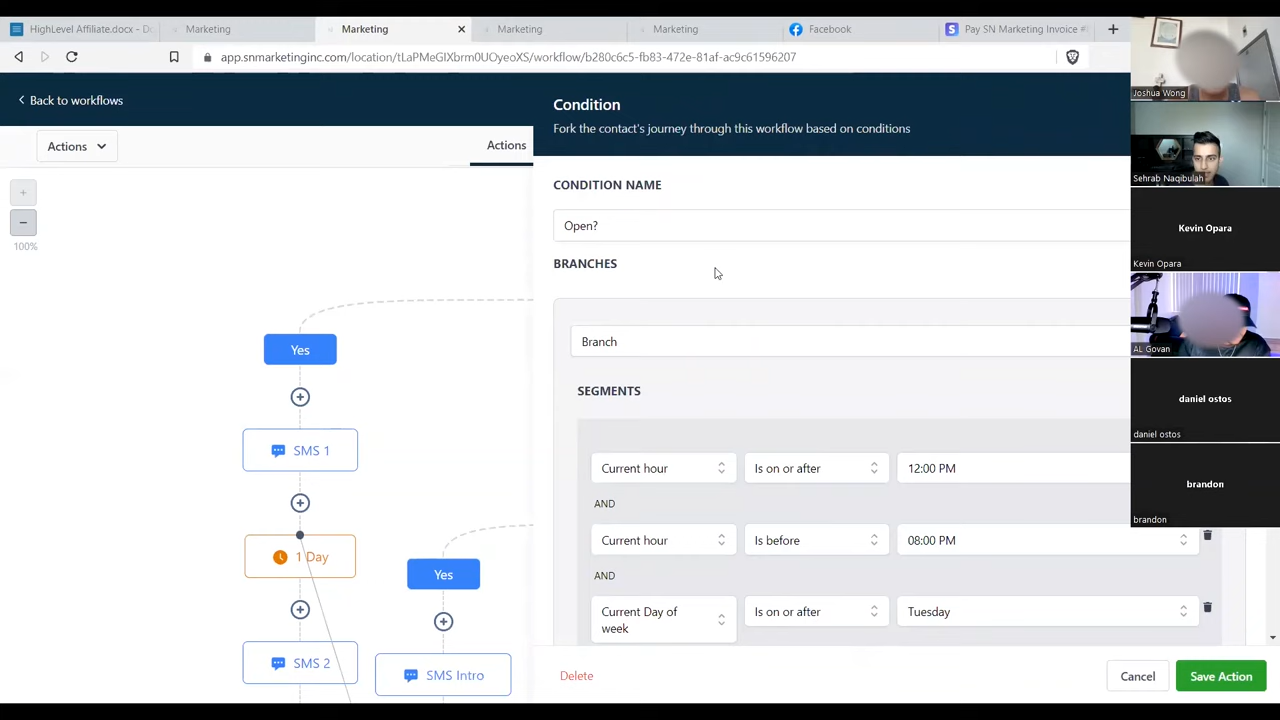 HighLevel Affiliate.docx - Do
Marketing
Marketing
Marketing
Marketing
Facebook
Pay SN Marketing Invoice #
app.snmarketinginc.com/location/tLaPMeGIXbrm0UOyeoXS/workflow/b280c6c5-fb83-472e-81af-ac9c61596207
Back to workflows
Condition
Fork the contact's journey through this workflow based on conditions
Actions
Actions
100%
CONDITION NAME
Open?
BRANCHES
Branch
SEGMENTS
Current hour Is on or after 12:00 PM
AND
Current hour Is before 08:00 PM
AND
Current Day of week Is on or after Tuesday
Yes
SMS 1
1 Day
SMS 2
Yes
SMS Intro
Delete
Cancel
Save Action
Joshua Wong
Sehrab Naqibulah
Kevin Opara
Kevin Opara
AL Govan
daniel ostos
daniel ostos
brandon
brandon